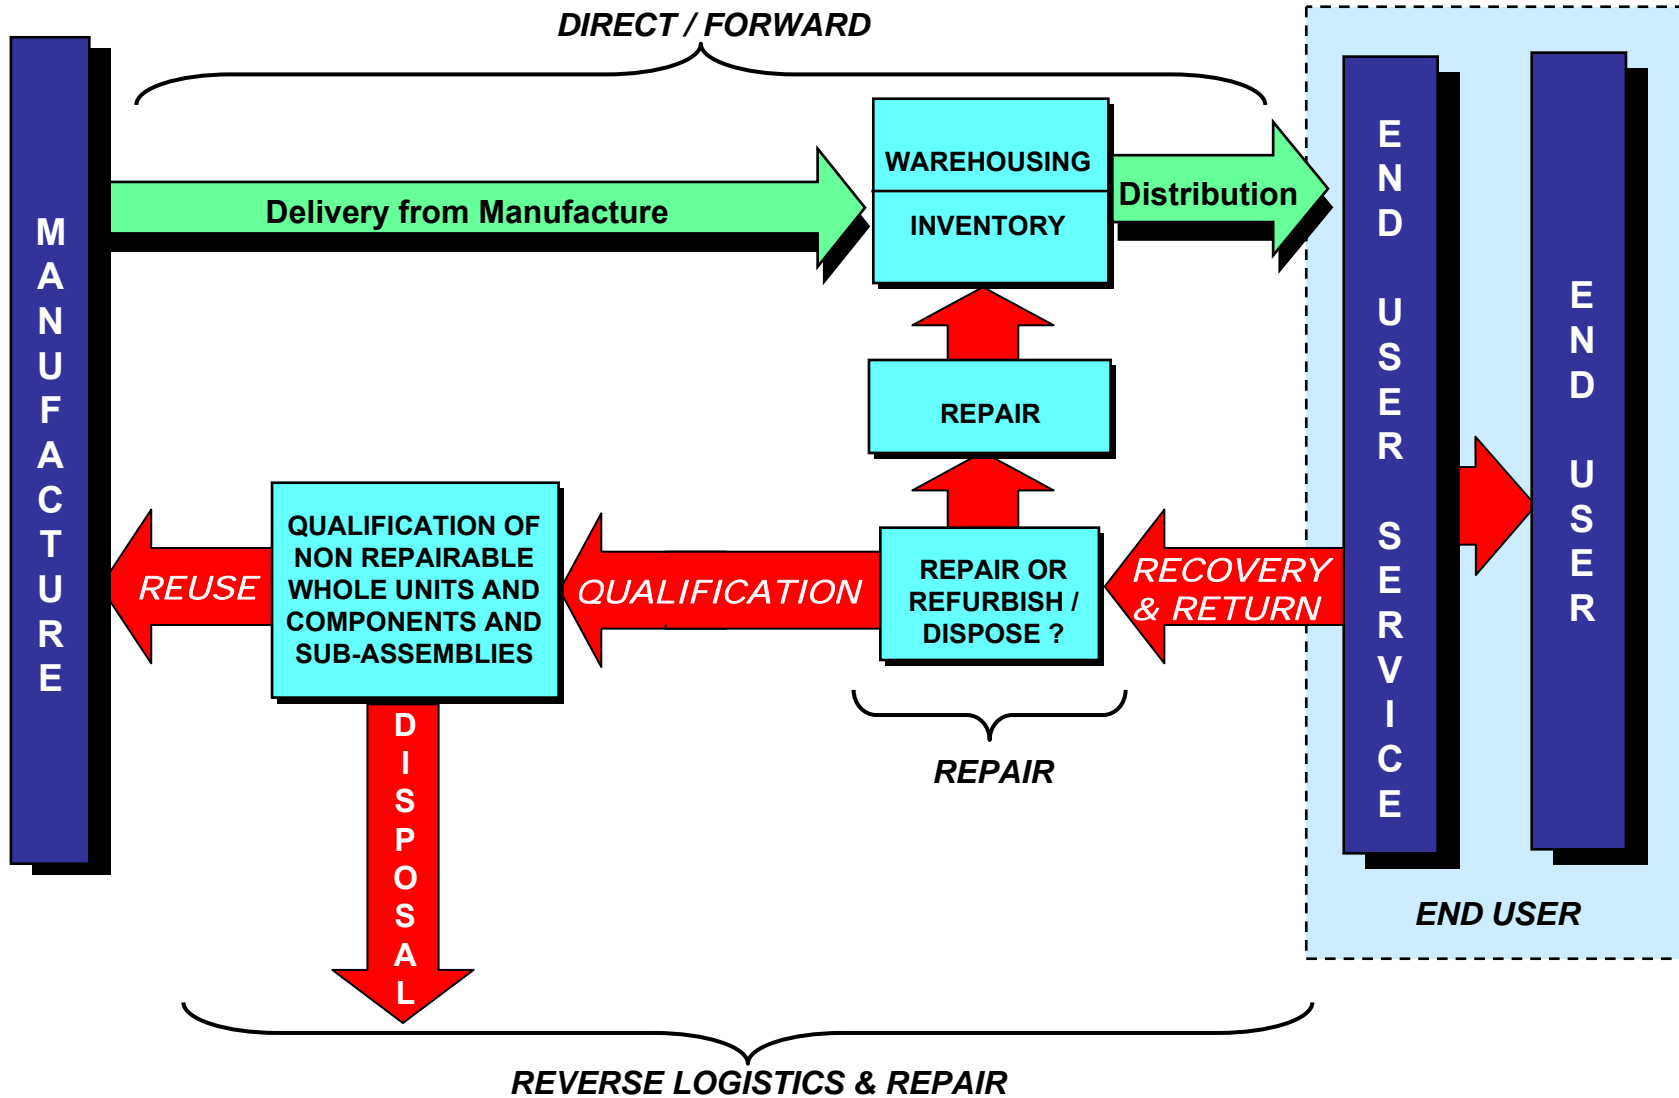 DIRECT / FORWARD
MANUFACTURE
Delivery from Manufacture
WAREHOUSING
INVENTORY
Distribution
END USER SERVICE
END USER
REPAIR
REUSE
QUALIFICATION OF
NON REPAIRABLE
WHOLE UNITS AND
COMPONENTS AND
SUB-ASSEMBLIES
QUALIFICATION
REPAIR OR
REFURBISH /
DISPOSE ?
RECOVERY
& RETURN
DISPOSAL
REPAIR
END USER
REVERSE LOGISTICS & REPAIR